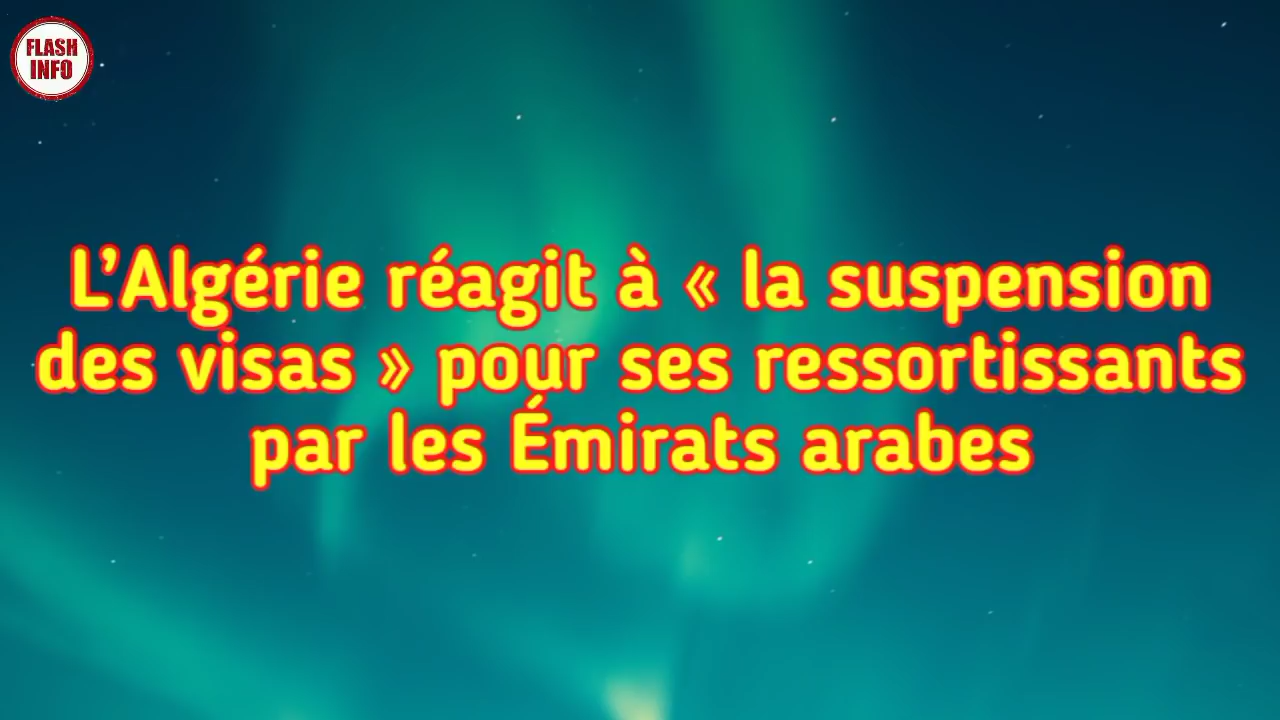 FLASH
INFO
L’Algérie réagit à « la suspension
des visas » pour ses ressortissants
par les Émirats arabes